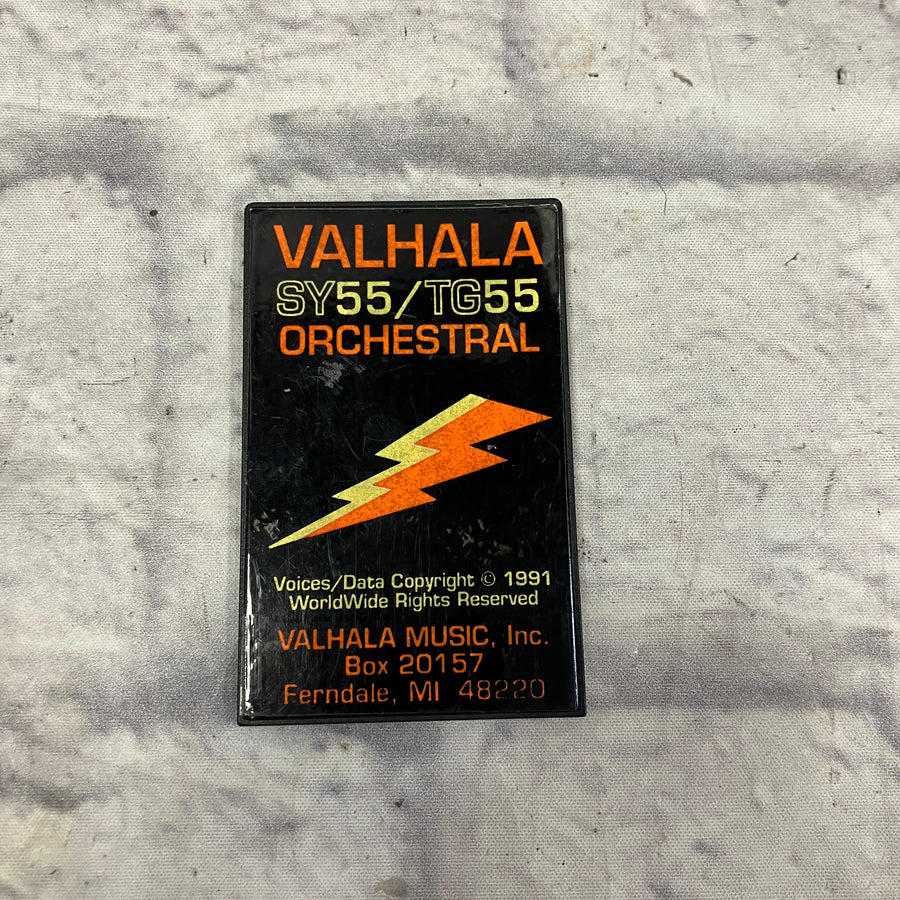 VALHALA
SY55/TG55
ORCHESTRAL
Voices/Data Copyright © 1991
WorldWide Rights Reserved
VALHALA MUSIC, Inc.
Box 20157
Ferndale, MI 48220